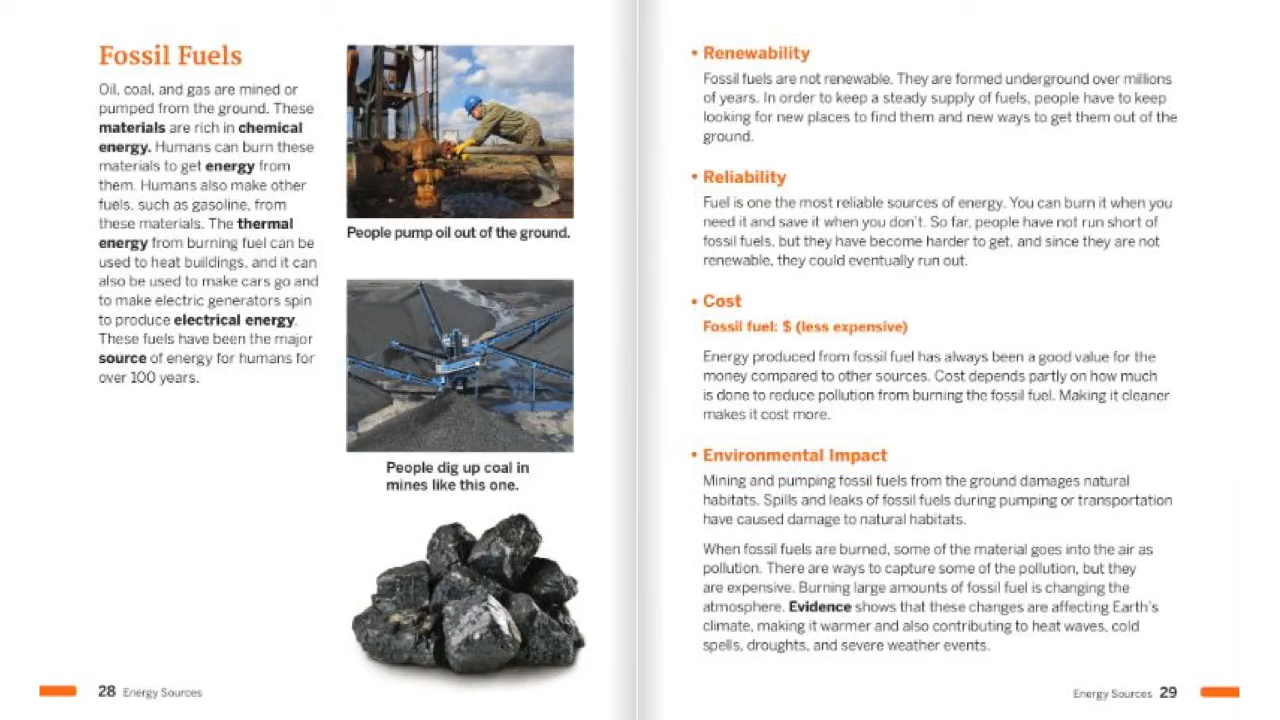 Fossil Fuels
Oil, coal, and gas are mined or
pumped from the ground. These
materials are rich in chemical
energy. Humans can burn these
materials to get energy from
them. Humans also make other
fuels, such as gasoline, from
these materials. The thermal
energy from burning fuel can be
used to heat buildings, and it can
also be used to make cars go and
to make electric generators spin
to produce electrical energy.
These fuels have been the major
source of energy for humans for
over 100 years.
People pump oil out of the ground.
People dig up coal in
mines like this one.
28 Energy Sources
• Renewability
Fossil fuels are not renewable. They are formed underground over millions
of years. In order to keep a steady supply of fuels, people have to keep
looking for new places to find them and new ways to get them out of the
ground.
• Reliability
Fuel is one the most reliable sources of energy. You can burn it when you
need it and save it when you don't. So far, people have not run short of
fossil fuels, but they have become harder to get, and since they are not
renewable, they could eventually run out.
• Cost
Fossil fuel: $ (less expensive)
Energy produced from fossil fuel has always been a good value for the
money compared to other sources. Cost depends partly on how much
is done to reduce pollution from burning the fossil fuel. Making it cleaner
makes it cost more.
• Environmental Impact
Mining and pumping fossil fuels from the ground damages natural
habitats. Spills and leaks of fossil fuels during pumping or transportation
have caused damage to natural habitats.
When fossil fuels are burned, some of the material goes into the air as
pollution. There are ways to capture some of the pollution, but they
are expensive. Burning large amounts of fossil fuel is changing the
atmosphere. Evidence shows that these changes are affecting Earth's
climate, making it warmer and also contributing to heat waves, cold
spells, droughts, and severe weather events.
Energy Sources 29